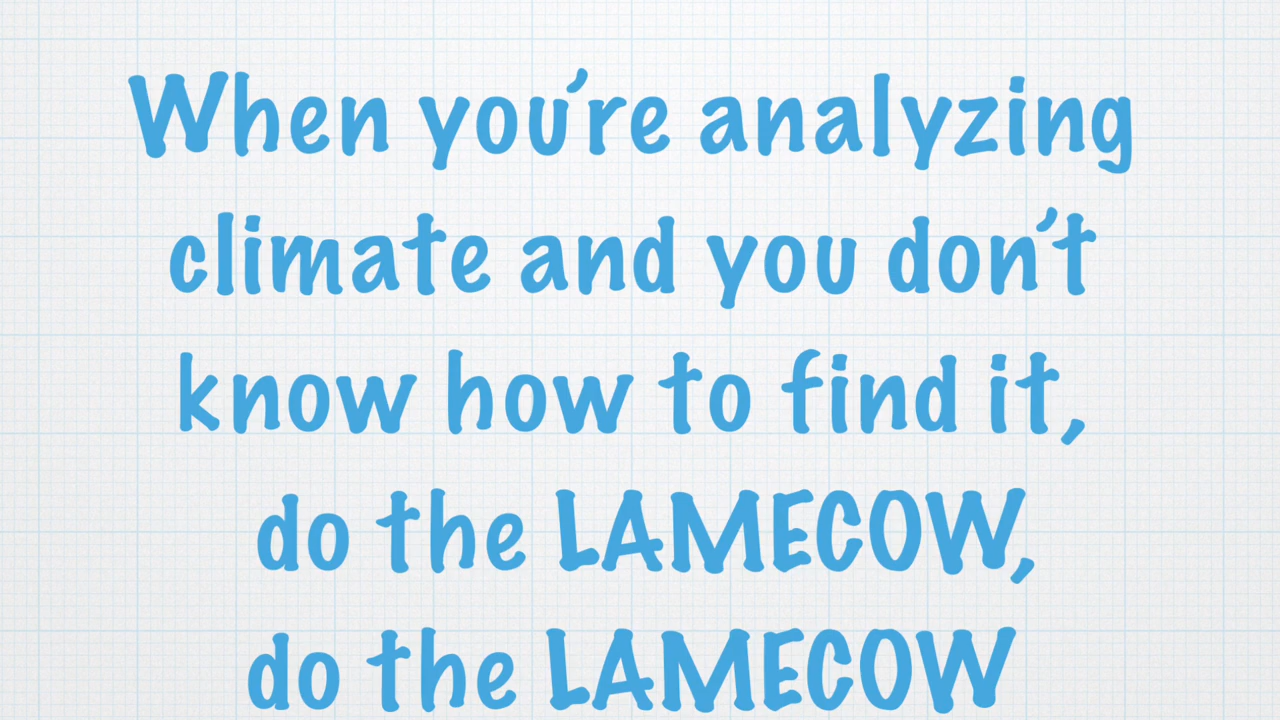 When you’re analyzing
climate and you don’t
know how to find it,
do the LAMECOW,
do the LAMECOW